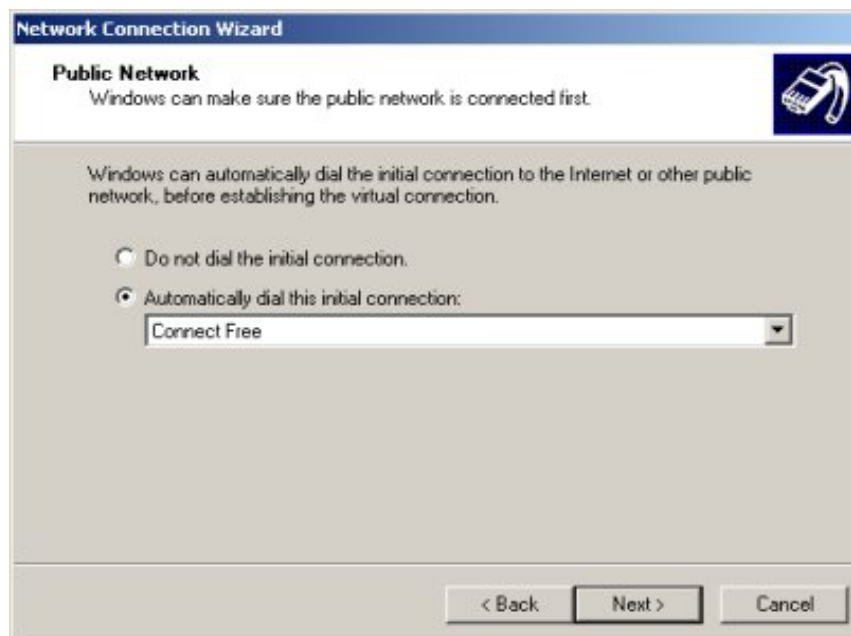 Network Connection Wizard
Public Network
Windows can make sure the public network is connected first.
Windows can automatically dial the initial connection to the Internet or other public
network, before establishing the virtual connection.
Do not dial the initial connection.
Automatically dial this initial connection:
Connect Free
< Back Next > Cancel